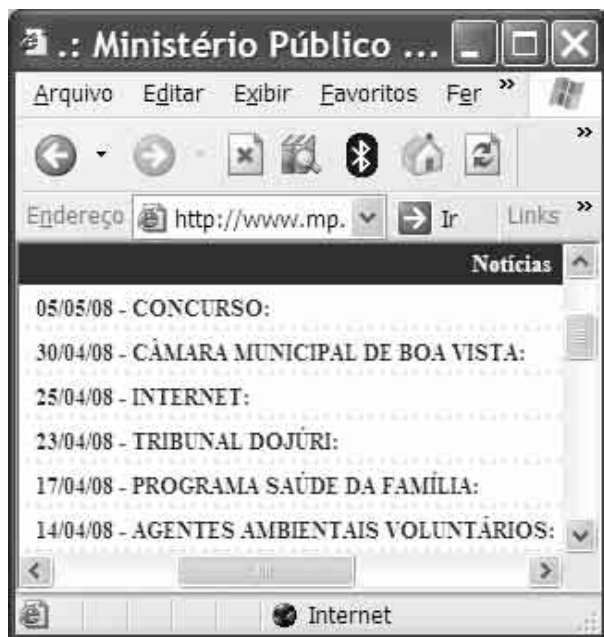 .: Ministério Público ...
Arquivo Editar Exibir Favoritos Fer »
»
Endereço http://www.mp. Ir Links »
Notícias
05/05/08 - CONCURSO:
30/04/08 - CÂMARA MUNICIPAL DE BOA VISTA:
25/04/08 - INTERNET:
23/04/08 - TRIBUNAL DOJÚRI:
17/04/08 - PROGRAMA SAÚDE DA FAMÍLIA:
14/04/08 - AGENTES AMBIENTAIS VOLUNTÁRIOS:
Internet